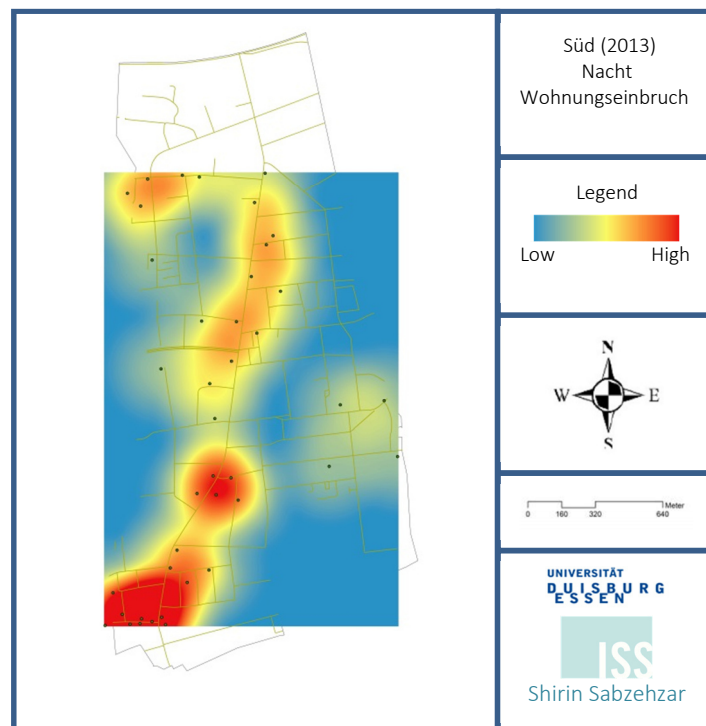 Süd (2013)
Nacht
Wohnungseinbruch
Legend
Low High
N
W E
S
Meter
0 160 320 640
UNIVERSITÄT
DUISBURG
ESSEN
ISS
Shirin Sabzehzar